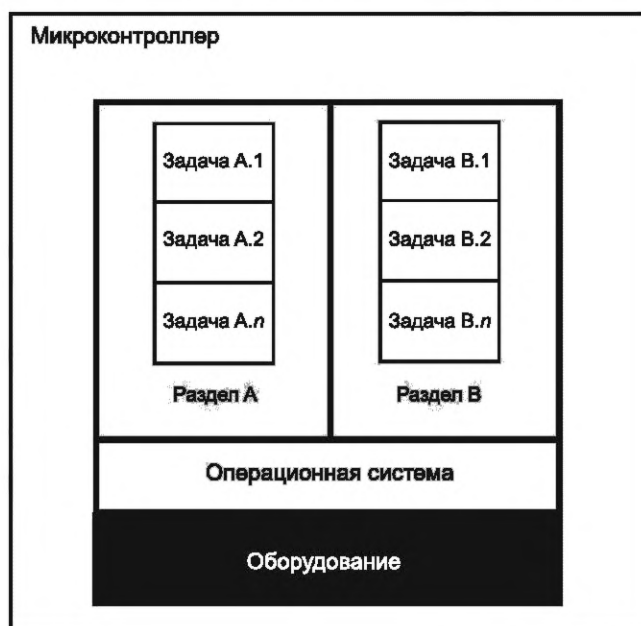 Микроконтроллер
Задача A.1
Задача B.1
Задача A.2
Задача B.2
Задача A.n
Задача B.n
Раздел A
Раздел B
Операционная система
Оборудование